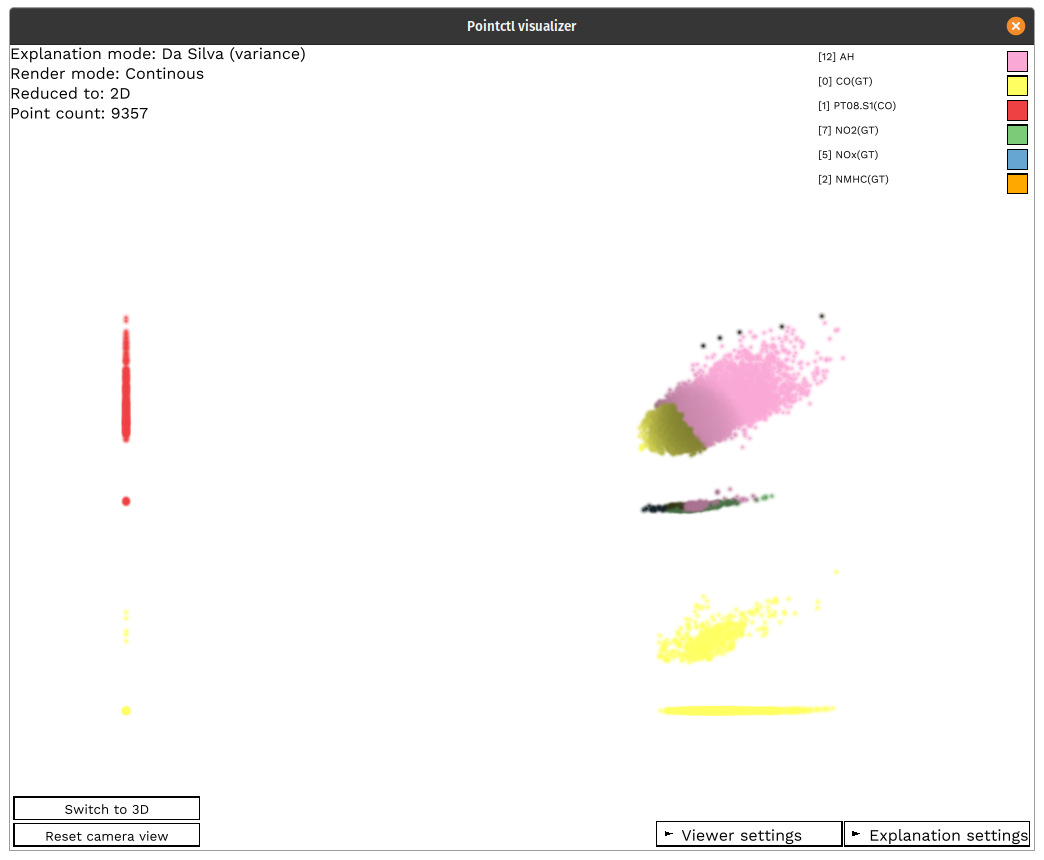 Pointctl visualizer
Explanation mode: Da Silva (variance)
Render mode: Continous
Reduced to: 2D
Point count: 9357
[12] AH
[0] CO(GT)
[1] PT08.S1(CO)
[7] NO2(GT)
[5] NOx(GT)
[2] NMHC(GT)
Switch to 3D
Reset camera view
Viewer settings
Explanation settings